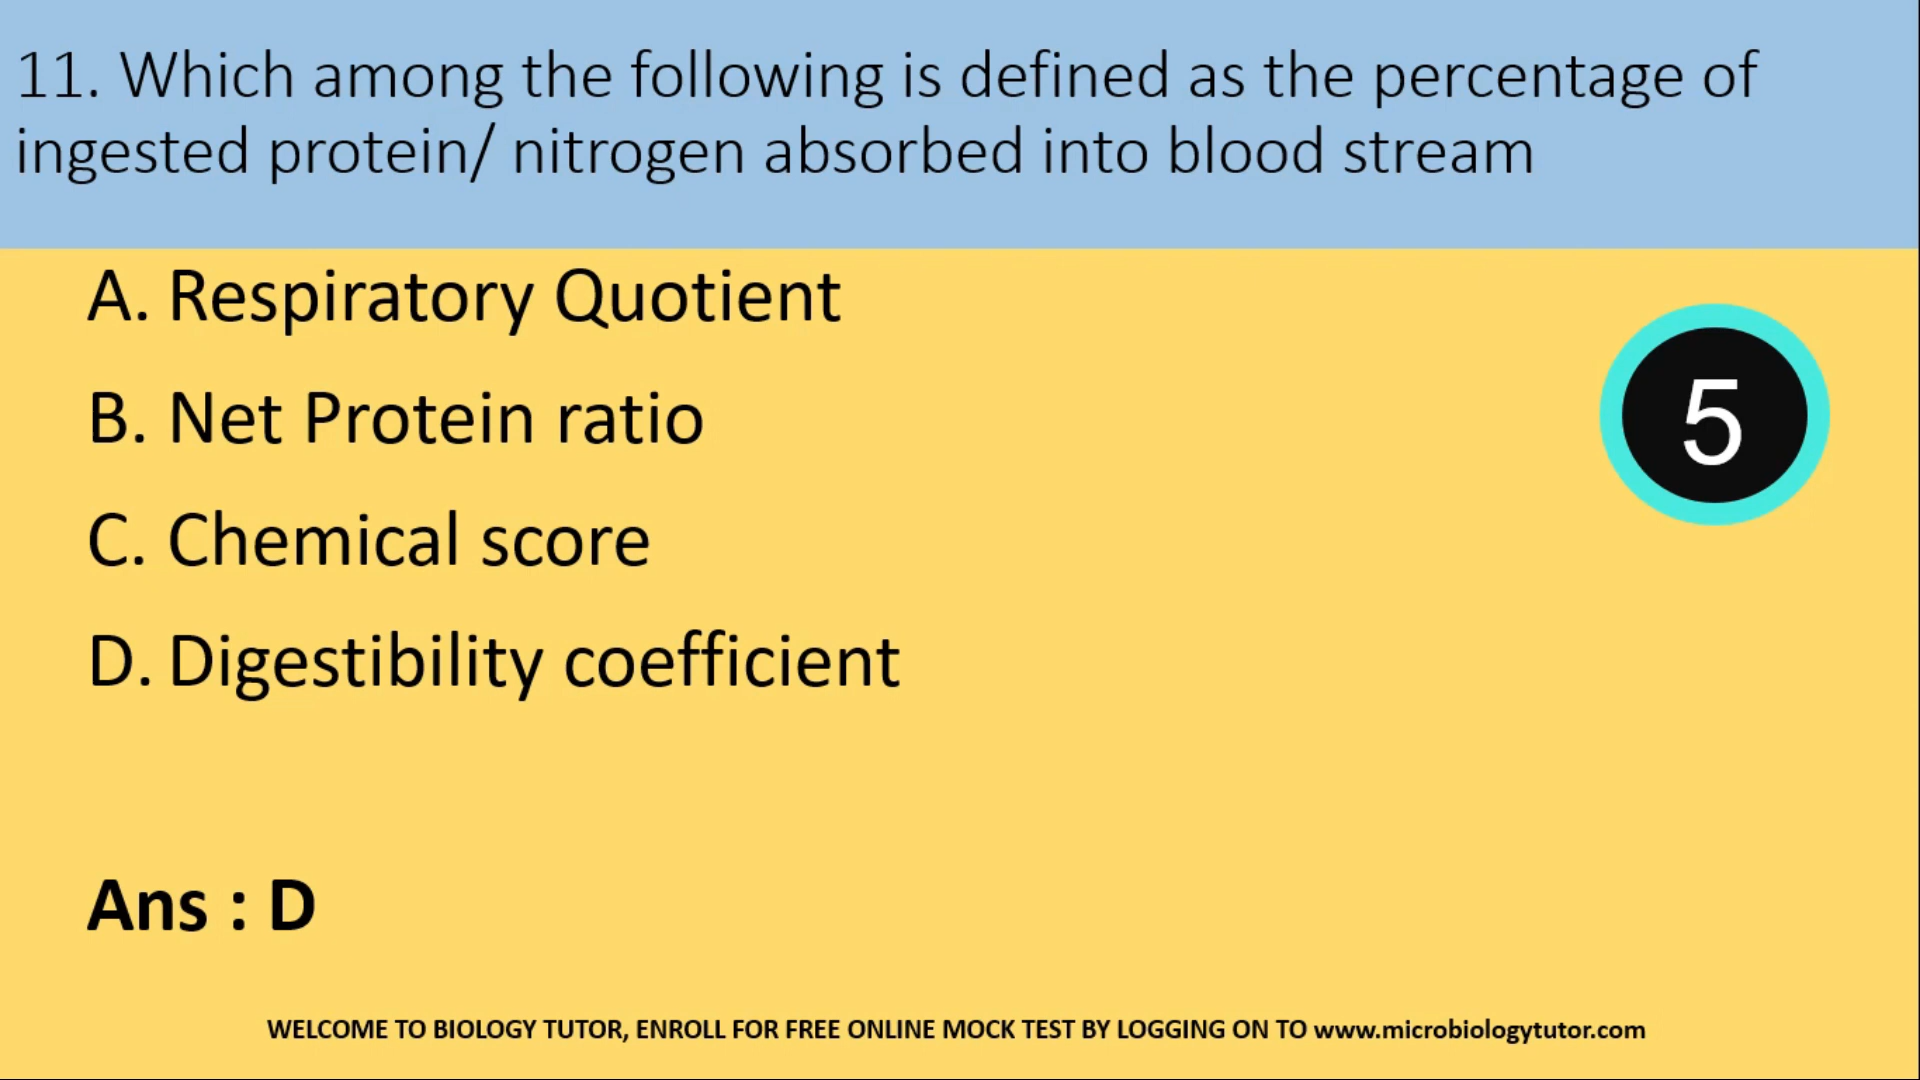 11. Which among the following is defined as the percentage of
ingested protein/ nitrogen absorbed into blood stream
A. Respiratory Quotient
B. Net Protein ratio
5
C. Chemical score
D. Digestibility coefficient
Ans : D
WELCOME TO BIOLOGY TUTOR, ENROLL FOR FREE ONLINE MOCK TEST BY LOGGING ON TO www.microbiologytutor.com